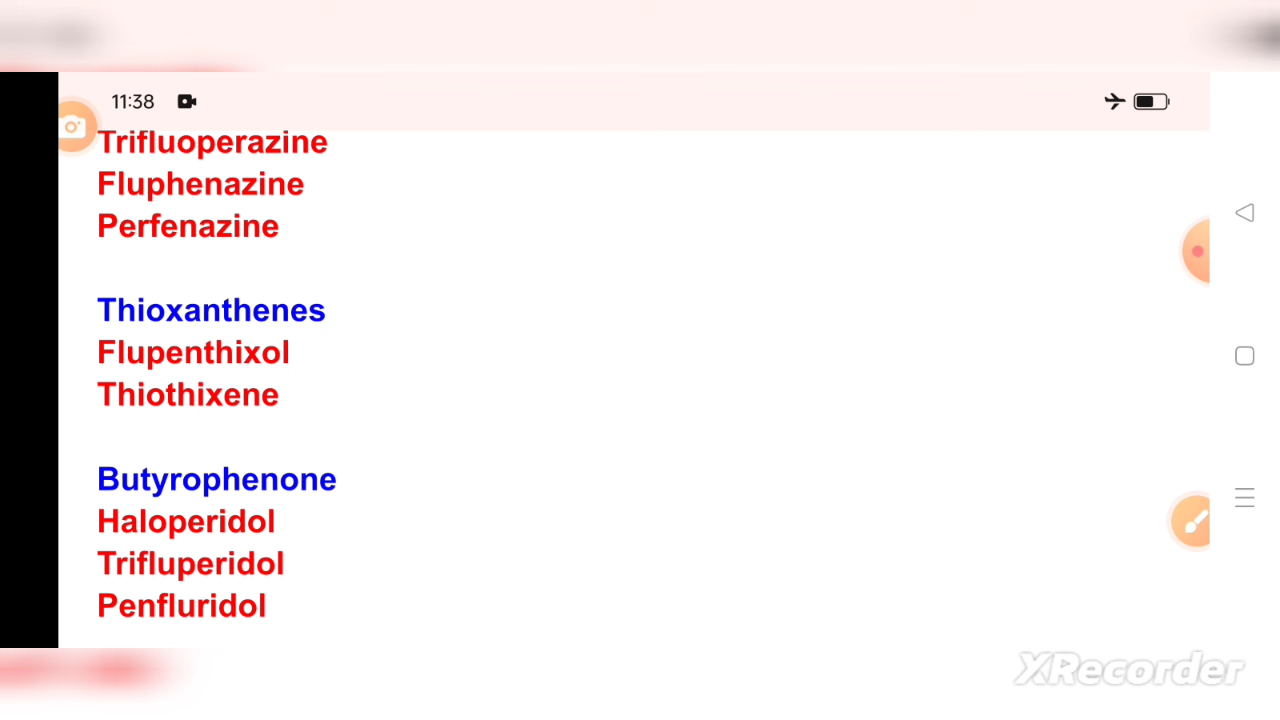 11:38
Trifluoperazine
Fluphenazine
Perfenazine
Thioxanthenes
Flupenthixol
Thiothixene
Butyrophenone
Haloperidol
Trifluperidol
Penfluridol
XRecorder